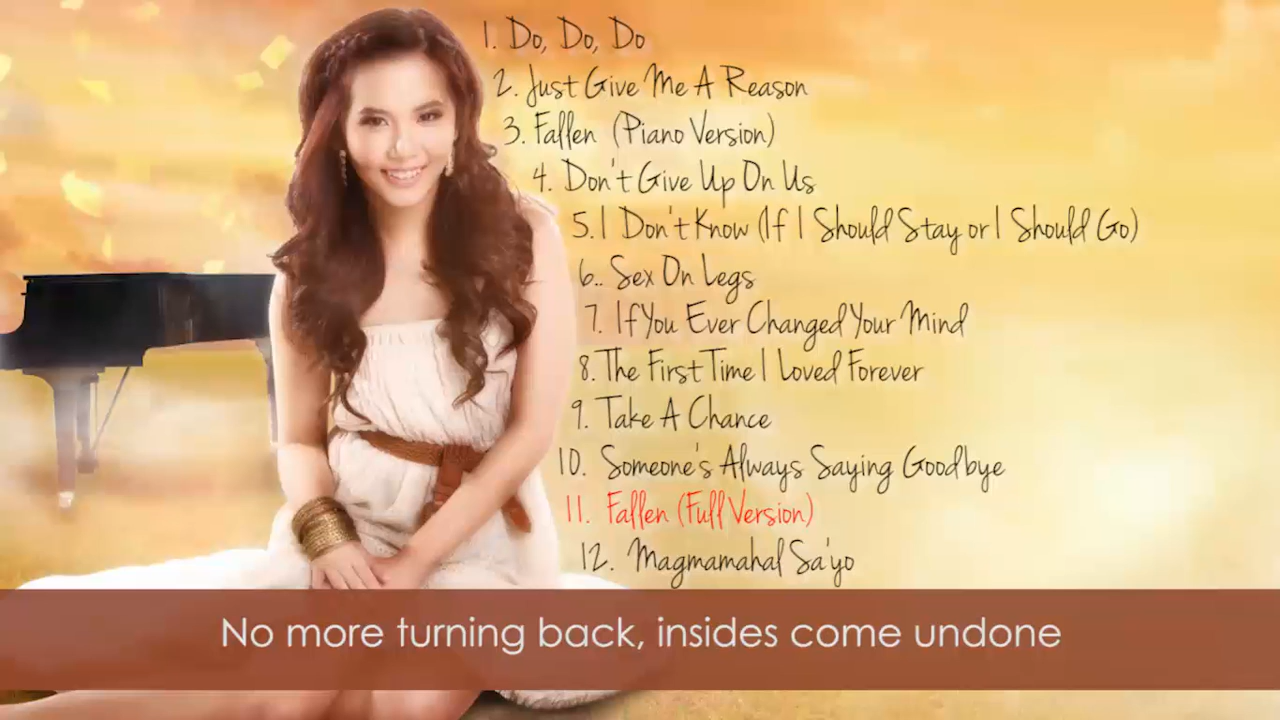 1. Do, Do, Do
2. Just Give Me A Reason
3. Fallen (Piano Version)
4. Don't Give Up On Us
5. I Don't Know (If I Should Stay or I Should Go)
6.. Sex On Legs
7. If You Ever Changed Your Mind
8. The First Time I Loved Forever
9. Take A Chance
10. Someone's Always Saying Goodbye
11. Fallen (Full Version)
12. Magmamahal Sa'yo
No more turning back, insides come undone